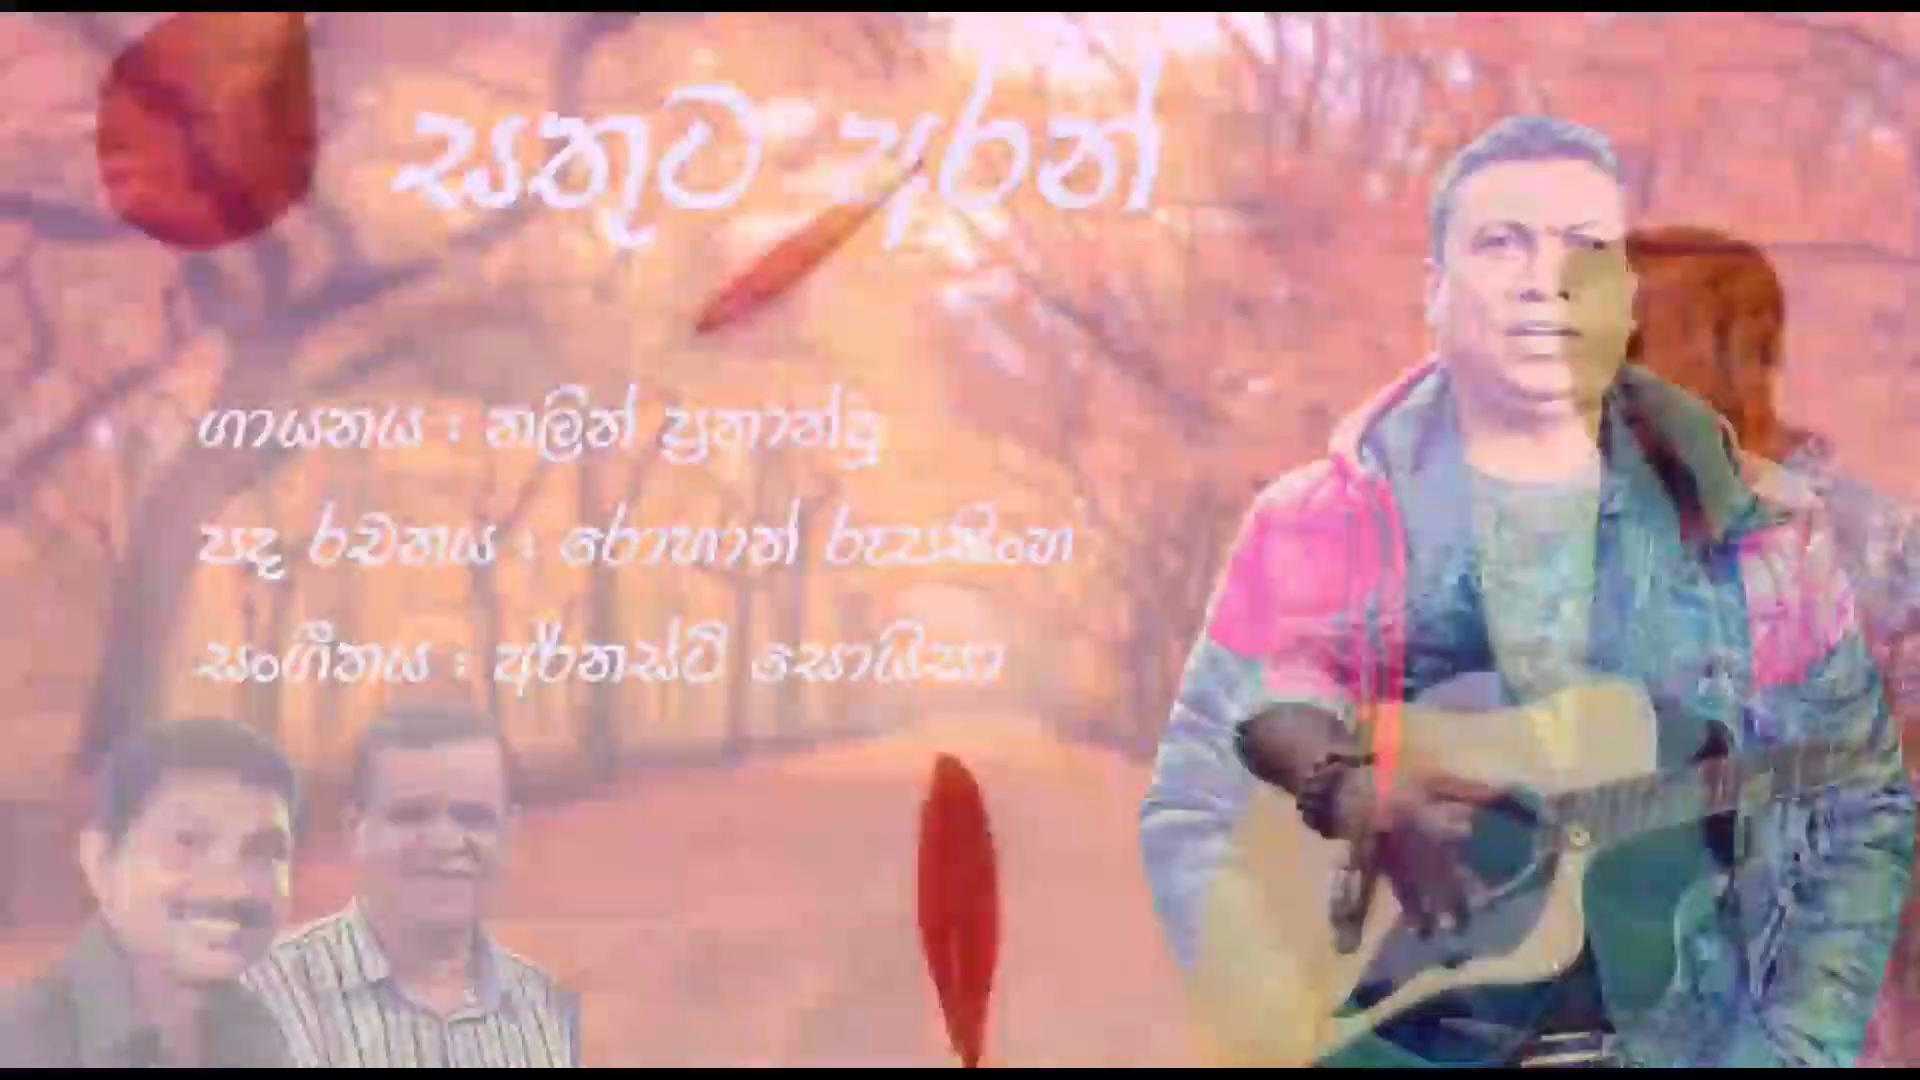 සතුට අරන්
ගායනය : නලින් ප්‍රනාන්දු
පද රචනය : රොහාන් රූපසිංහ
සංගීතය : අර්නස්ට් සොයිසා